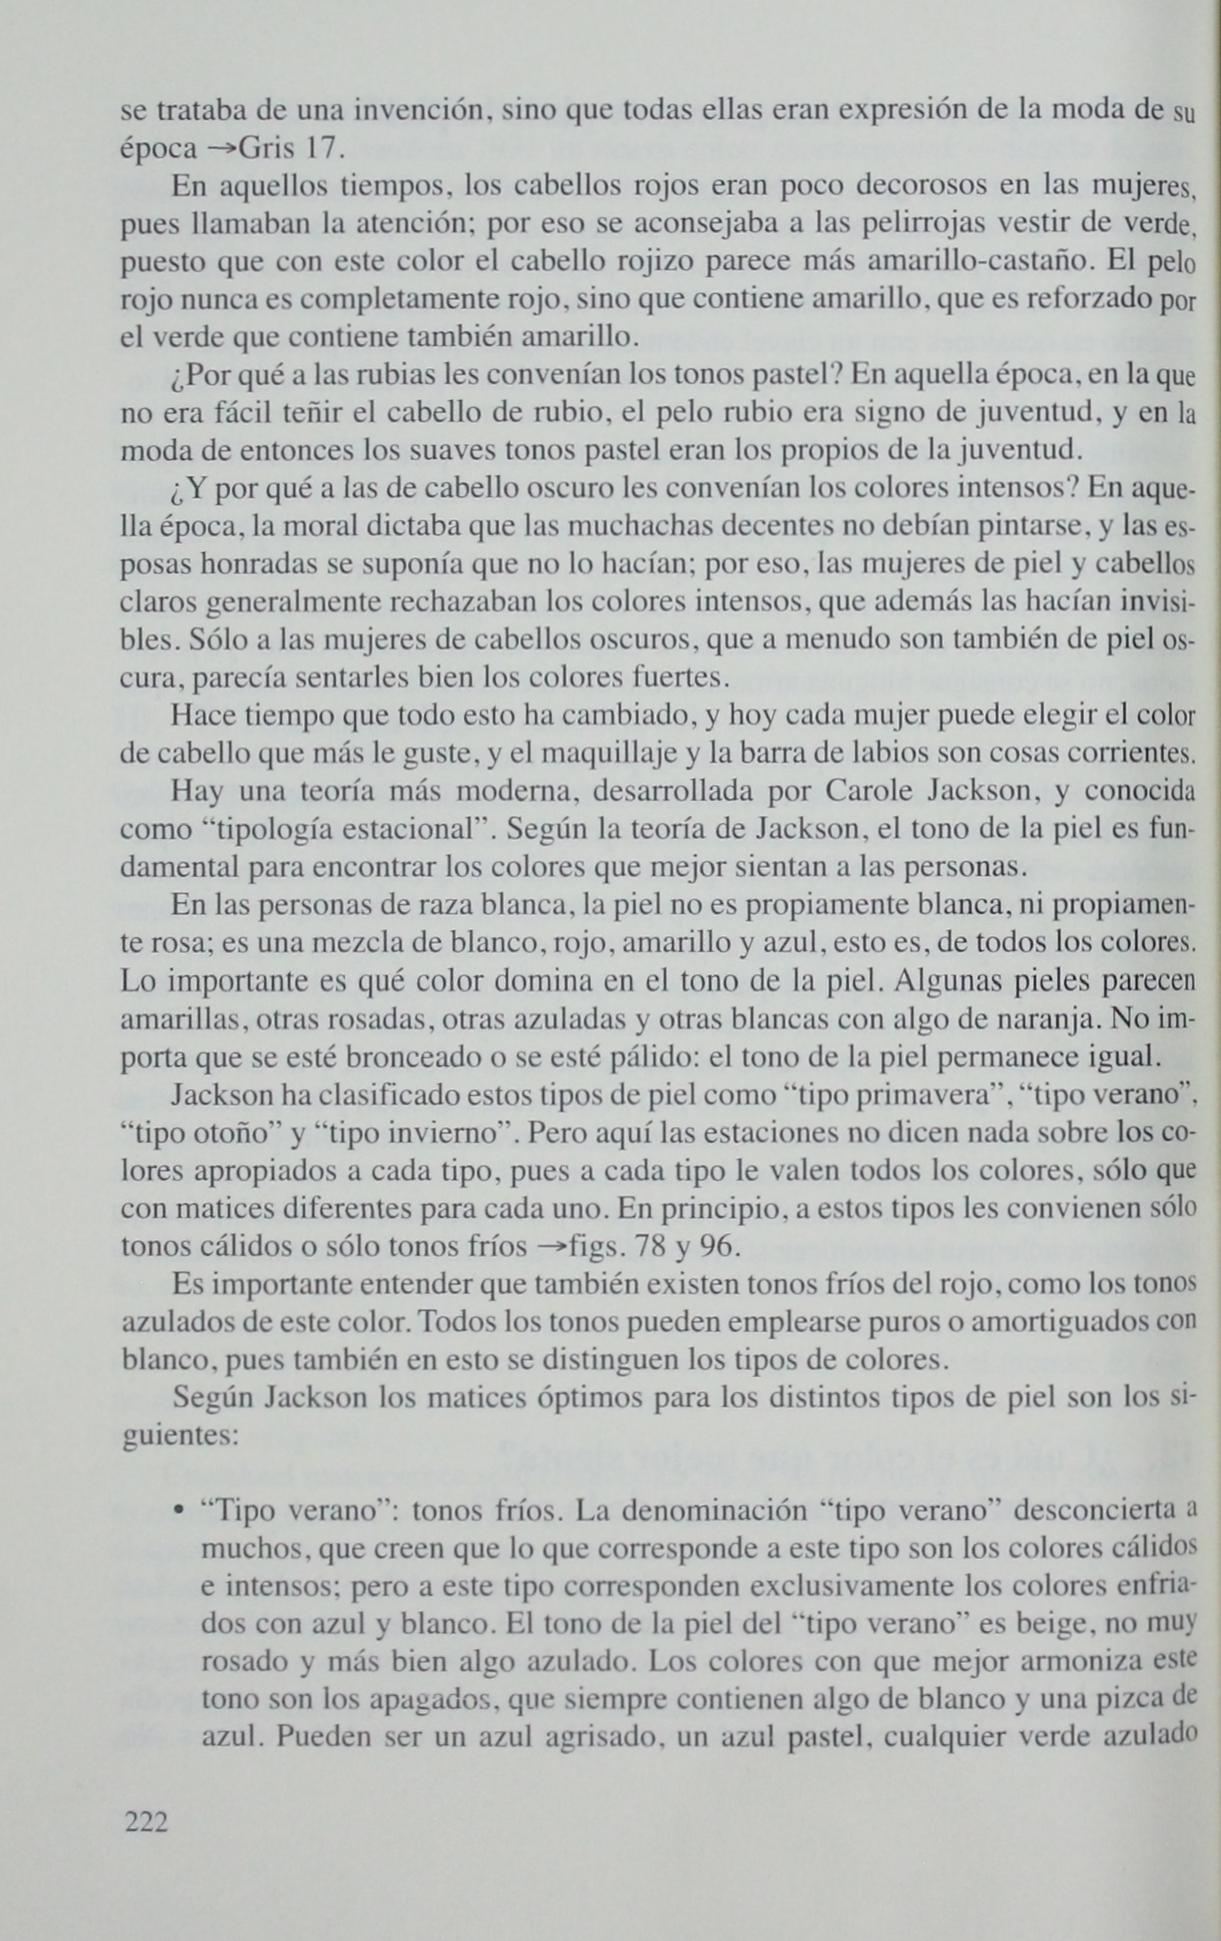 se trataba de una invención, sino que todas ellas eran expresión de la moda de su
época →Gris 17.
En aquellos tiempos, los cabellos rojos eran poco decorosos en las mujeres,
pues llamaban la atención; por eso se aconsejaba a las pelirrojas vestir de verde,
puesto que con este color el cabello rojizo parece más amarillo-castaño. El pelo
rojo nunca es completamente rojo, sino que contiene amarillo, que es reforzado por
el verde que contiene también amarillo.
¿Por qué a las rubias les convenían los tonos pastel? En aquella época, en la que
no era fácil teñir el cabello de rubio, el pelo rubio era signo de juventud, y en la
moda de entonces los suaves tonos pastel eran los propios de la juventud.
¿Y por qué a las de cabello oscuro les convenían los colores intensos? En aque-
lla época, la moral dictaba que las muchachas decentes no debían pintarse, y las es-
posas honradas se suponía que no lo hacían; por eso, las mujeres de piel y cabellos
claros generalmente rechazaban los colores intensos, que además las hacían invisi-
bles. Sólo a las mujeres de cabellos oscuros, que a menudo son también de piel os-
cura, parecía sentarles bien los colores fuertes.
Hace tiempo que todo esto ha cambiado, y hoy cada mujer puede elegir el color
de cabello que más le guste, y el maquillaje y la barra de labios son cosas corrientes.
Hay una teoría más moderna, desarrollada por Carole Jackson, y conocida
como “tipología estacional”. Según la teoría de Jackson, el tono de la piel es fun-
damental para encontrar los colores que mejor sientan a las personas.
En las personas de raza blanca, la piel no es propiamente blanca, ni propiamen-
te rosa; es una mezcla de blanco, rojo, amarillo y azul, esto es, de todos los colores.
Lo importante es qué color domina en el tono de la piel. Algunas pieles parecen
amarillas, otras rosadas, otras azuladas y otras blancas con algo de naranja. No im-
porta que se esté bronceado o se esté pálido: el tono de la piel permanece igual.
Jackson ha clasificado estos tipos de piel como “tipo primavera”, “tipo verano”,
“tipo otoño” y “tipo invierno”. Pero aquí las estaciones no dicen nada sobre los co-
lores apropiados a cada tipo, pues a cada tipo le valen todos los colores, sólo que
con matices diferentes para cada uno. En principio, a estos tipos les convienen sólo
tonos cálidos o sólo tonos fríos →figs. 78 y 96.
Es importante entender que también existen tonos fríos del rojo, como los tonos
azulados de este color. Todos los tonos pueden emplearse puros o amortiguados con
blanco, pues también en esto se distinguen los tipos de colores.
Según Jackson los matices óptimos para los distintos tipos de piel son los si-
guientes:
• “Tipo verano”: tonos fríos. La denominación “tipo verano” desconcierta a
muchos, que creen que lo que corresponde a este tipo son los colores cálidos
e intensos; pero a este tipo corresponden exclusivamente los colores enfria-
dos con azul y blanco. El tono de la piel del “tipo verano” es beige, no muy
rosado y más bien algo azulado. Los colores con que mejor armoniza este
tono son los apagados, que siempre contienen algo de blanco y una pizca de
azul. Pueden ser un azul agrisado, un azul pastel, cualquier verde azulado
222